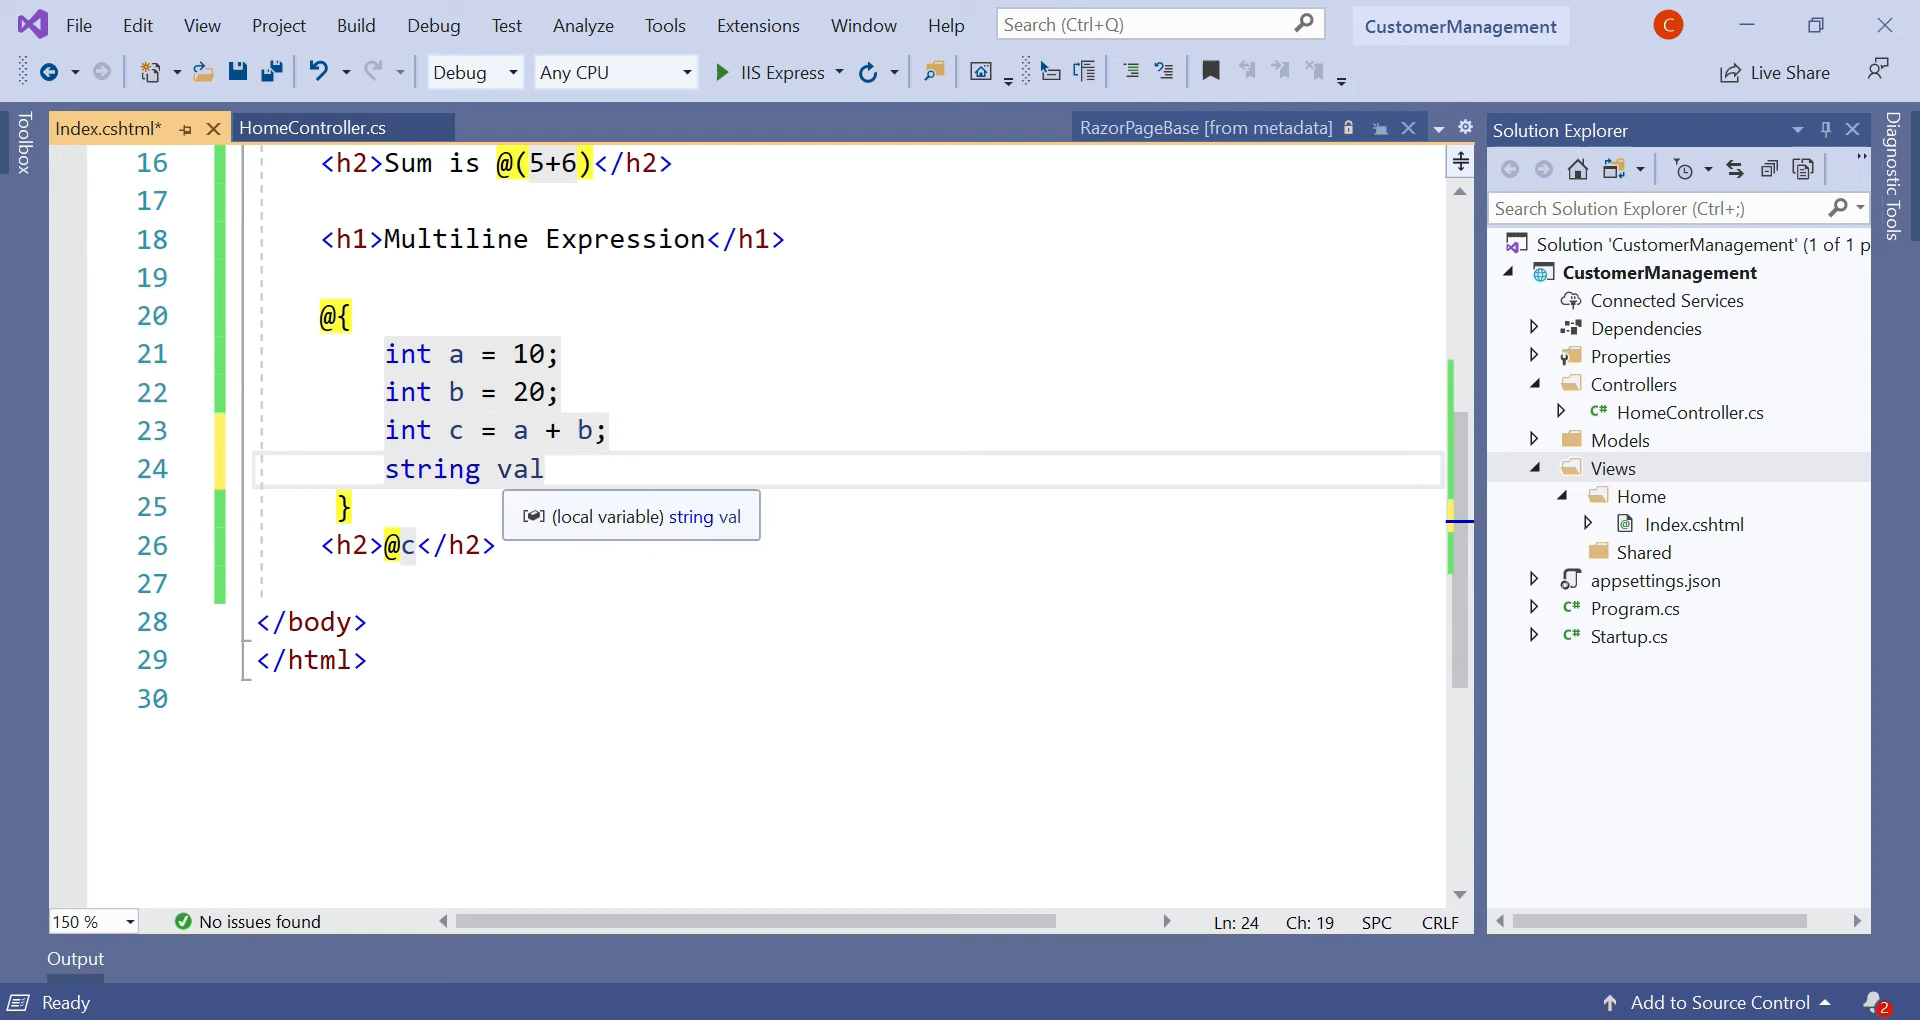 File Edit View Project Build Debug Test Analyze Tools Extensions Window Help Search (Ctrl+Q) CustomerManagement C
Debug Any CPU IIS Express Live Share
Toolbox
Index.cshtml* HomeController.cs RazorPageBase [from metadata]
16 <h2>Sum is @(5+6)</h2>
17
18 <h1>Multiline Expression</h1>
19
20 @{
21 int a = 10;
22 int b = 20;
23 int c = a + b;
24 string val
25 }
(local variable) string val
26 <h2>@c</h2>
27
28 </body>
29 </html>
30
150 % No issues found Ln: 24 Ch: 19 SPC CRLF
Solution Explorer
Search Solution Explorer (Ctrl+;)
Solution 'CustomerManagement' (1 of 1 p
CustomerManagement
Connected Services
Dependencies
Properties
Controllers
C# HomeController.cs
Models
Views
Home
@ Index.cshtml
Shared
appsettings.json
C# Program.cs
C# Startup.cs
Diagnostic Tools
Output
Ready Add to Source Control 2